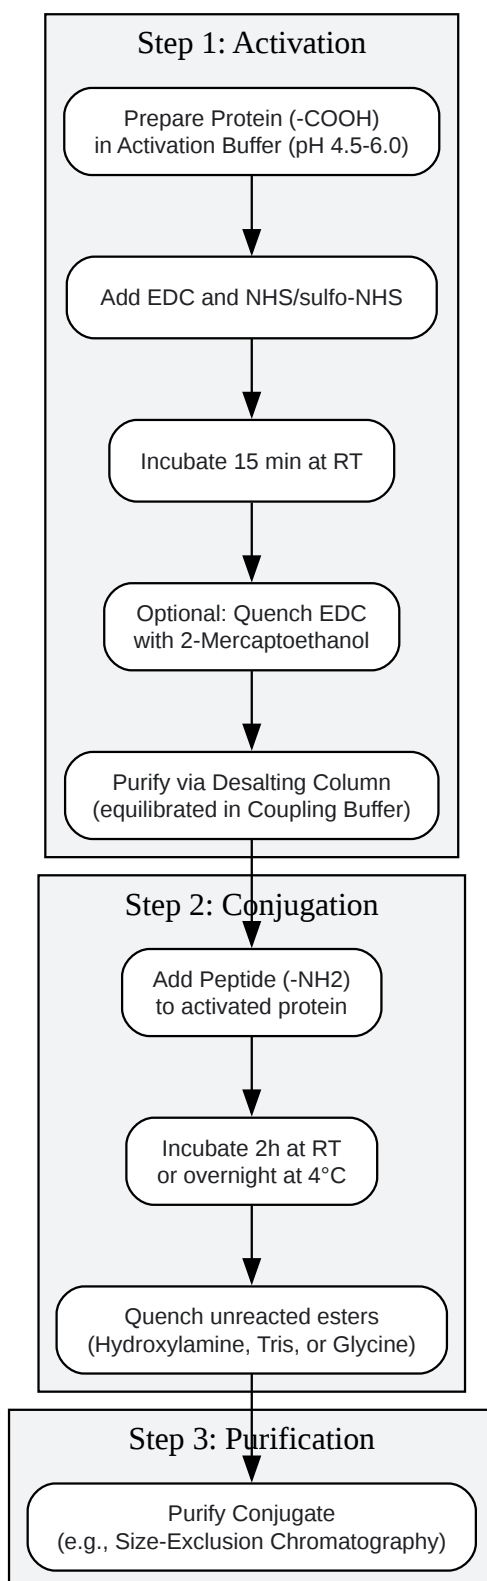 Step 1: Activation
Prepare Protein (-COOH)
in Activation Buffer (pH 4.5-6.0)
Add EDC and NHS/sulfo-NHS
Incubate 15 min at RT
Optional: Quench EDC
with 2-Mercaptoethanol
Purify via Desalting Column
(equilibrated in Coupling Buffer)
Step 2: Conjugation
Add Peptide (-NH2)
to activated protein
Incubate 2h at RT
or overnight at 4°C
Quench unreacted esters
(Hydroxylamine, Tris, or Glycine)
Step 3: Purification
Purify Conjugate
(e.g., Size-Exclusion Chromatography)